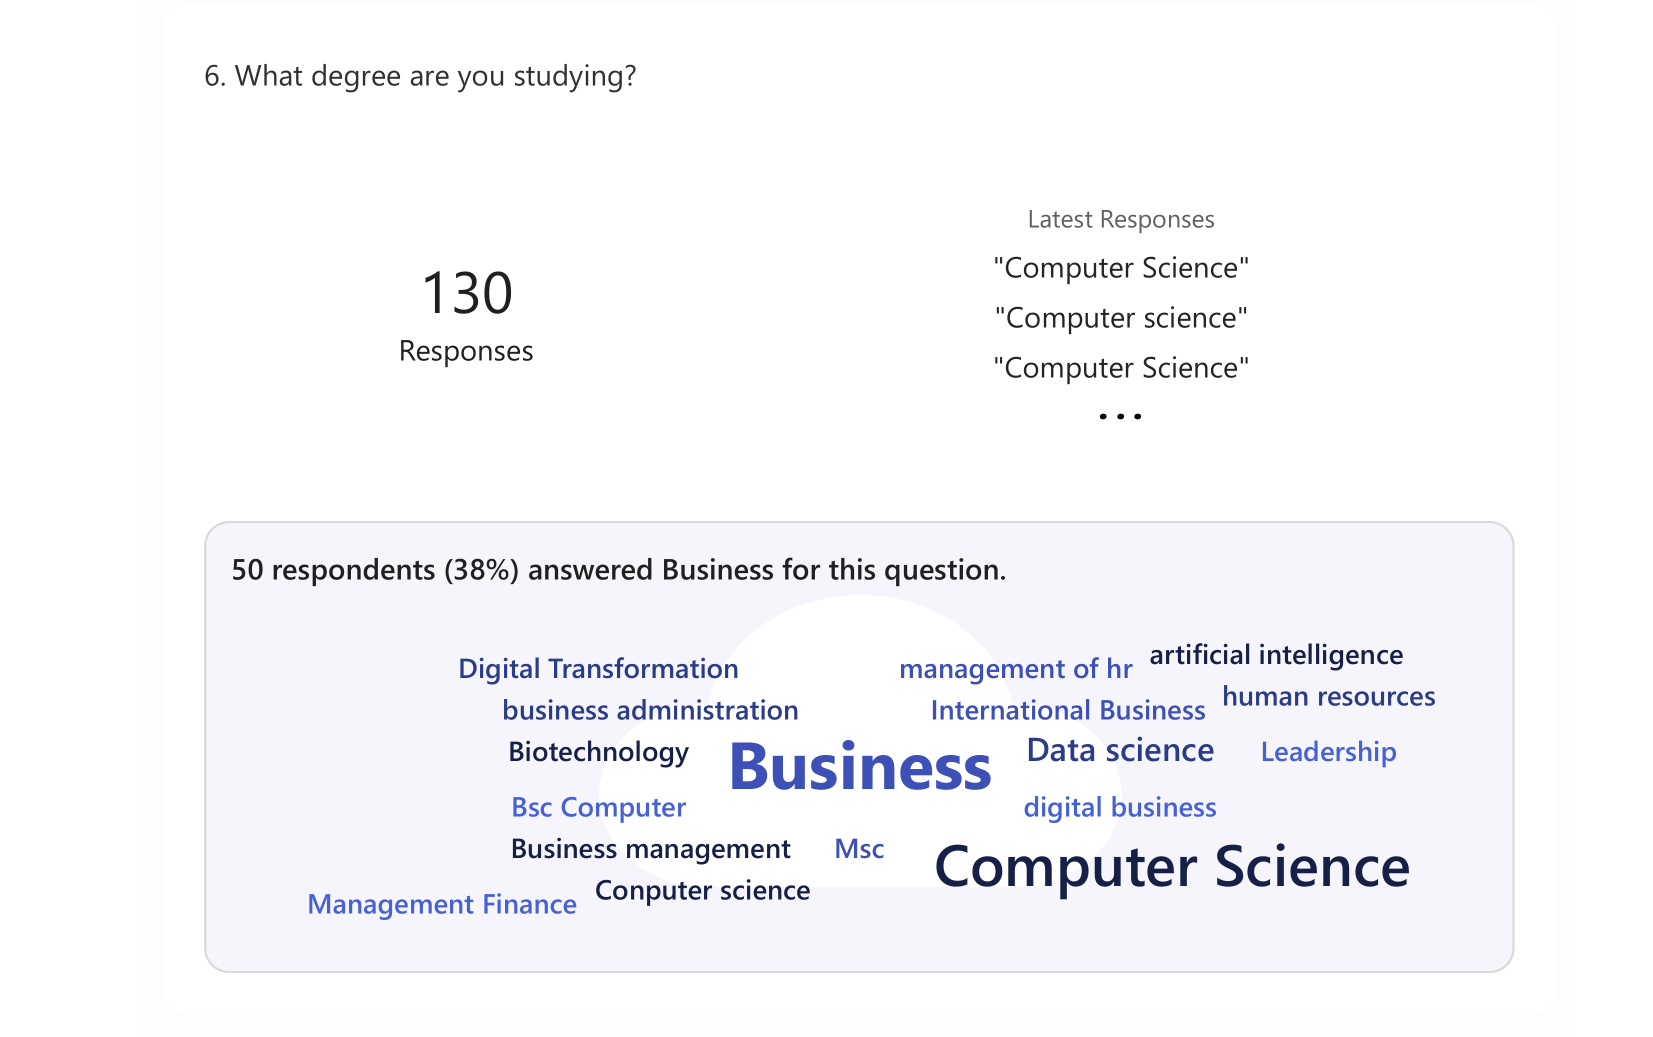 6. What degree are you studying?
130
Responses
Latest Responses
"Computer Science"
"Computer science"
"Computer Science"
...
50 respondents (38%) answered Business for this question.
artificial intelligence
Digital Transformation
management of hr
human resources
business administration
International Business
Biotechnology
Business
Data science
Leadership
Bsc Computer
digital business
Business management
Msc
Computer Science
Conputer science
Management Finance